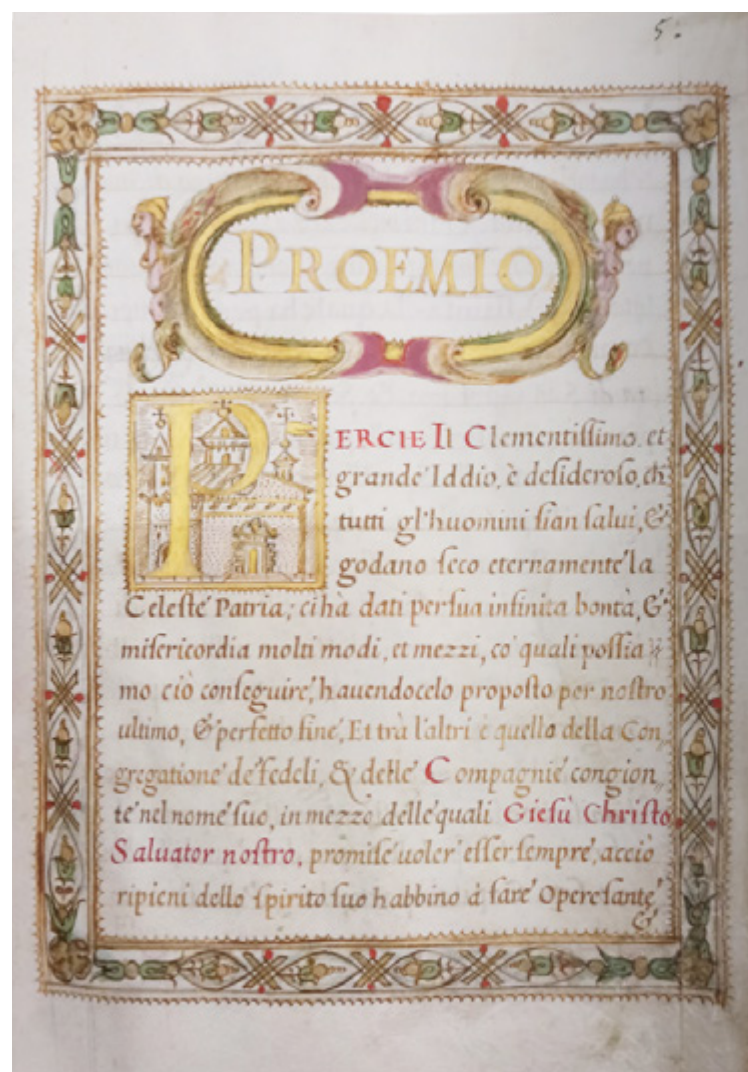 5.
PROEMIO
PERCIE Il Clementiſſimo, et
grande Iddio, è deſideroſo, ch
tutti gl'huomini ſian ſalui, &
godano ſeco eternamente la
Celeſte Patria; ci hà dati per ſua infinita bontà, &
miſericordia molti modi, et mezzi, co' quali poſſia
mo ciò conſeguire, hauendocelo propoſto per noſtro
ultimo, & perfetto fine, Et trà l'altri è quello della Con
gregatione de' fedeli, & delle Compagnie congion
te nel nome ſuo, in mezzo delle quali Gieſù Chriſto
Saluator noſtro, promiſe uoler' eſſer ſempre, acciò
ripieni dello ſpirito ſuo habbino à fare Opere ſante,
&